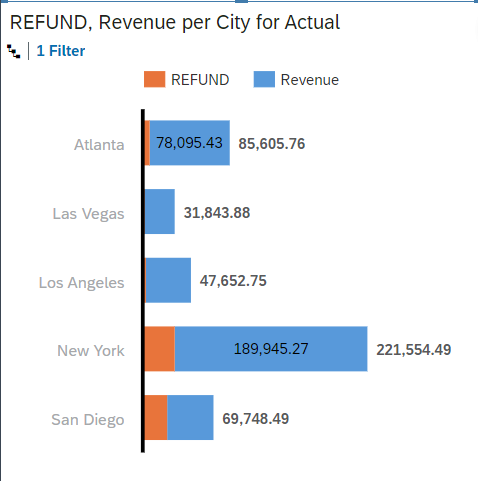 REFUND, Revenue per City for Actual
1 Filter
REFUND Revenue
Atlanta 78,095.43 85,605.76
Las Vegas 31,843.88
Los Angeles 47,652.75
New York 189,945.27 221,554.49
San Diego 69,748.49